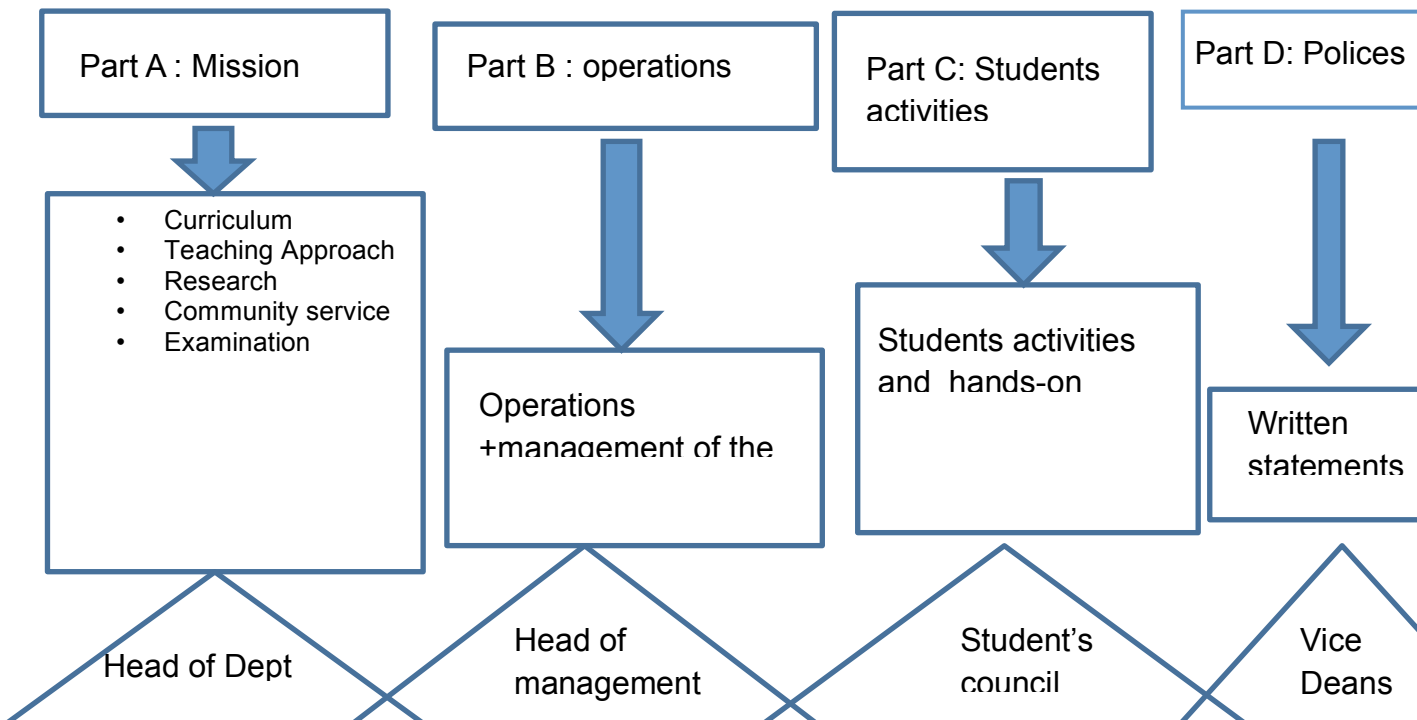 Part A : Mission
Part B : operations
Part C: Students
activities
Part D: Polices
• Curriculum
• Teaching Approach
• Research
• Community service
• Examination
Operations
+management of the
Students activities
and hands-on
Written
statements
Head of Dept
Head of
management
Student’s
council
Vice
Deans